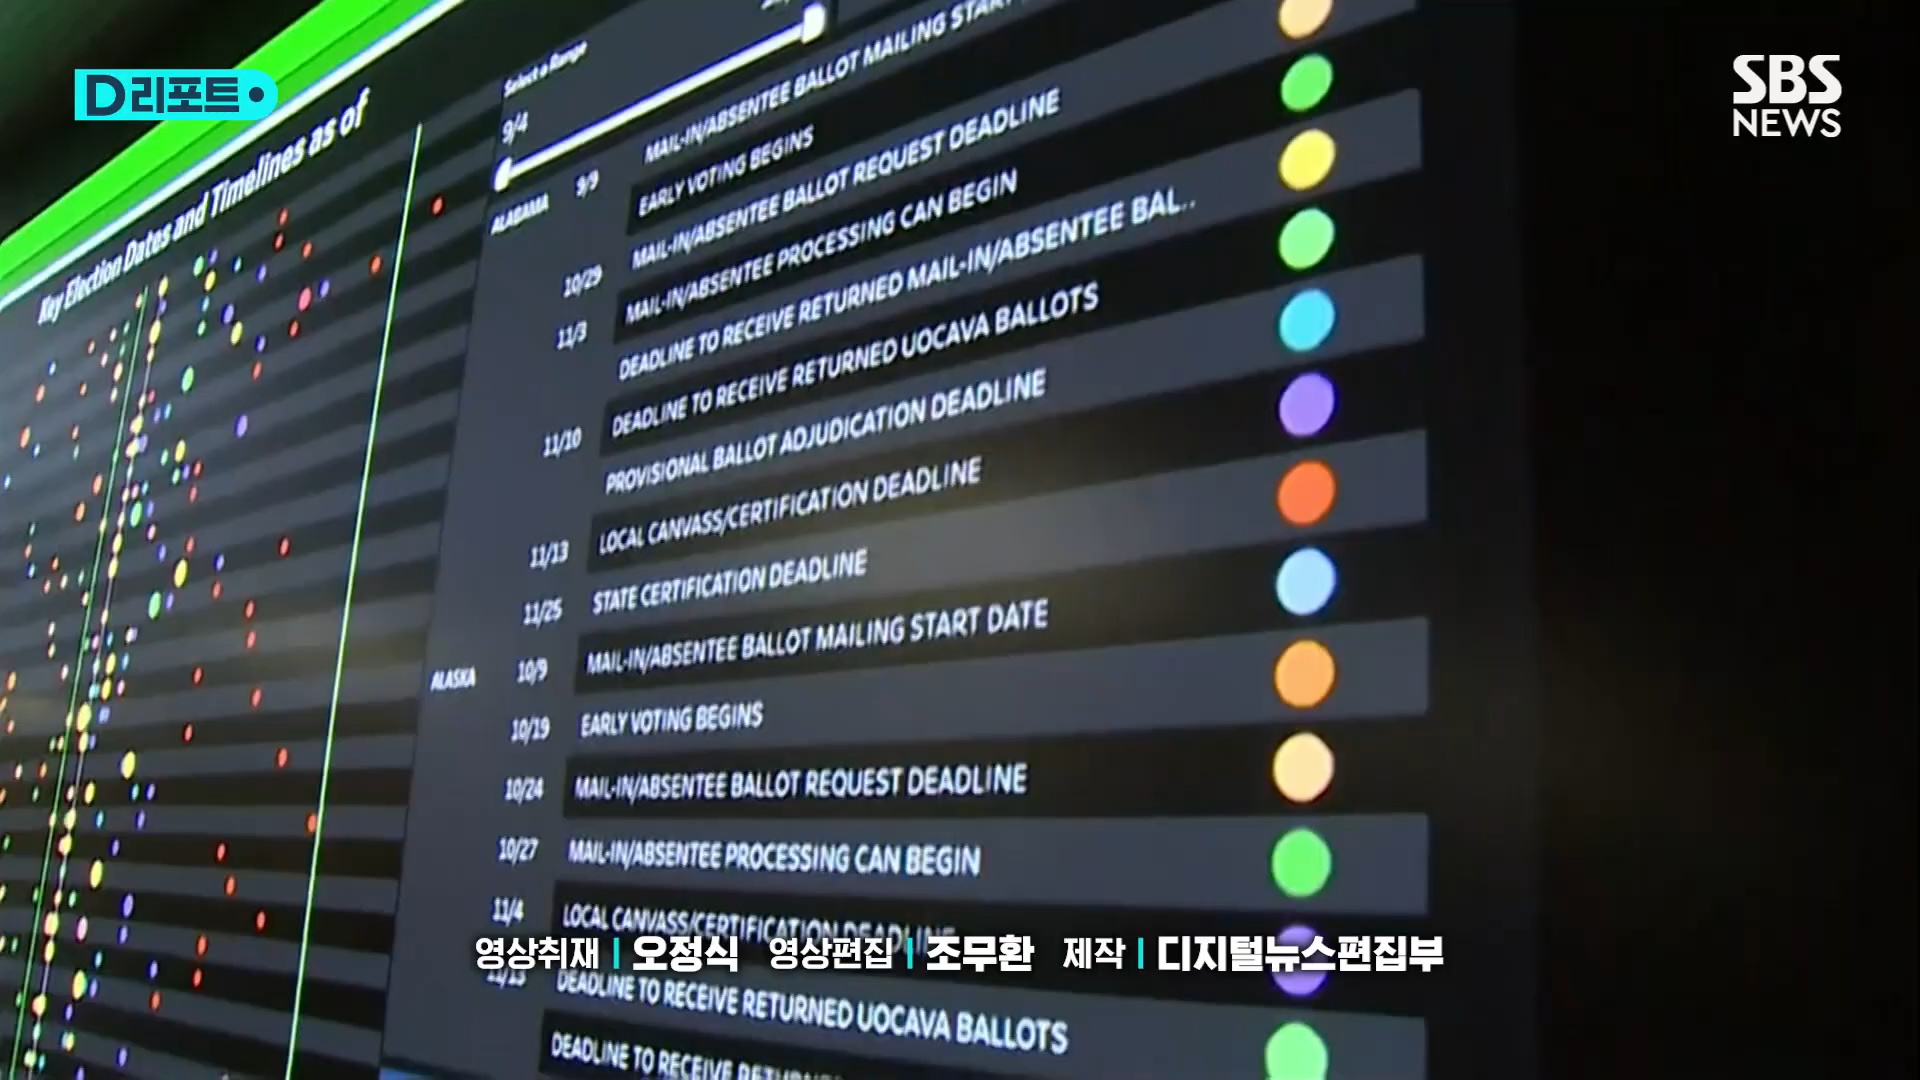 D리포트
SBS
NEWS
Key Election Dates and Timelines as of
Select a Range
9/4
MAIL-IN/ABSENTEE BALLOT MAILING START
ALABAMA 9/9 EARLY VOTING BEGINS
MAIL-IN/ABSENTEE BALLOT REQUEST DEADLINE
10/29 MAIL-IN/ABSENTEE PROCESSING CAN BEGIN
11/3 DEADLINE TO RECEIVE RETURNED MAIL-IN/ABSENTEE BAL..
DEADLINE TO RECEIVE RETURNED UOCAVA BALLOTS
11/10 PROVISIONAL BALLOT ADJUDICATION DEADLINE
11/13 LOCAL CANVASS/CERTIFICATION DEADLINE
11/25 STATE CERTIFICATION DEADLINE
ALASKA 10/9 MAIL-IN/ABSENTEE BALLOT MAILING START DATE
10/19 EARLY VOTING BEGINS
10/24 MAIL-IN/ABSENTEE BALLOT REQUEST DEADLINE
10/27 MAIL-IN/ABSENTEE PROCESSING CAN BEGIN
11/4 LOCAL CANVASS/CERTIFICATION DEADLINE
영상취재 | 오정식 영상편집 | 조무환 제작 | 디지털뉴스편집부
11/13 DEADLINE TO RECEIVE RETURNED UOCAVA BALLOTS
DEADLINE TO RECEIVE